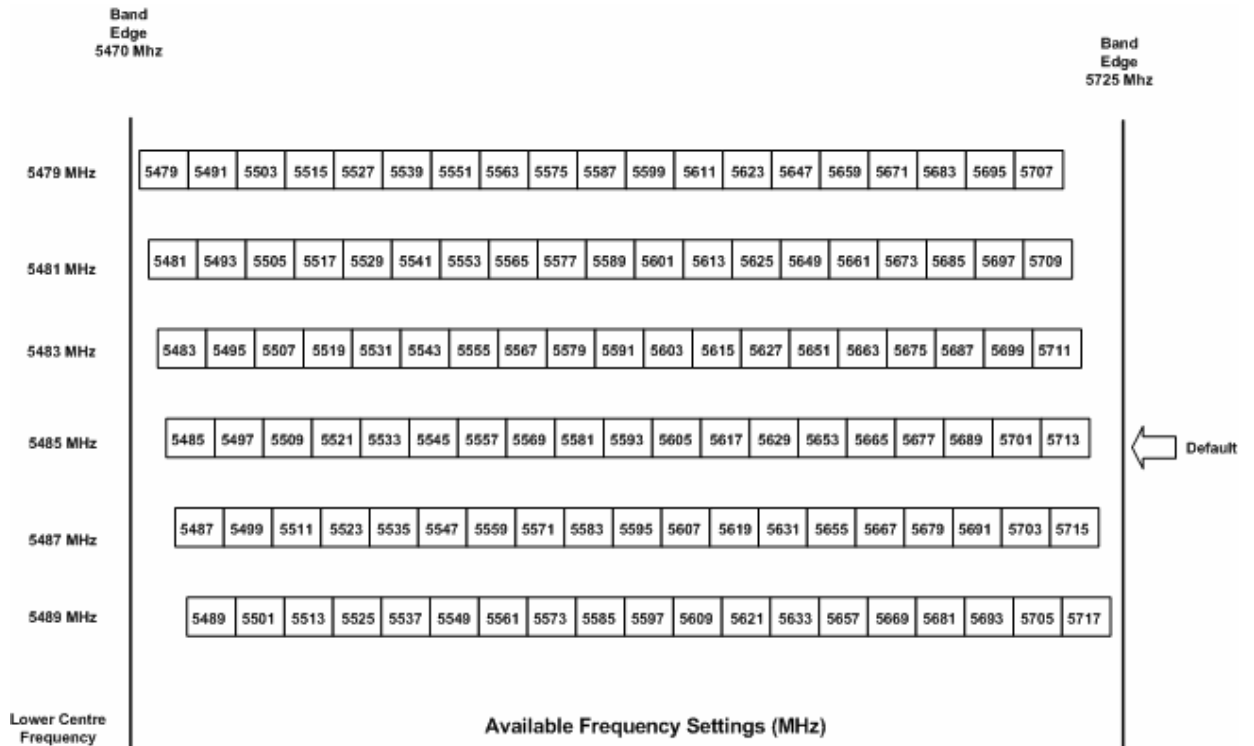 Band
Edge
5470 Mhz
Band
Edge
5725 Mhz
5479 MHz
5479 5491 5503 5515 5527 5539 5551 5563 5575 5587 5599 5611 5623 5647 5659 5671 5683 5695 5707
5481 MHz
5481 5493 5505 5517 5529 5541 5553 5565 5577 5589 5601 5613 5625 5649 5661 5673 5685 5697 5709
5483 MHz
5483 5495 5507 5519 5531 5543 5555 5567 5579 5591 5603 5615 5627 5651 5663 5675 5687 5699 5711
5485 MHz
5485 5497 5509 5521 5533 5545 5557 5569 5581 5593 5605 5617 5629 5653 5665 5677 5689 5701 5713
Default
5487 MHz
5487 5499 5511 5523 5535 5547 5559 5571 5583 5595 5607 5619 5631 5655 5667 5679 5691 5703 5715
5489 MHz
5489 5501 5513 5525 5537 5549 5561 5573 5585 5597 5609 5621 5633 5657 5669 5681 5693 5705 5717
Lower Centre
Frequency
Available Frequency Settings (MHz)